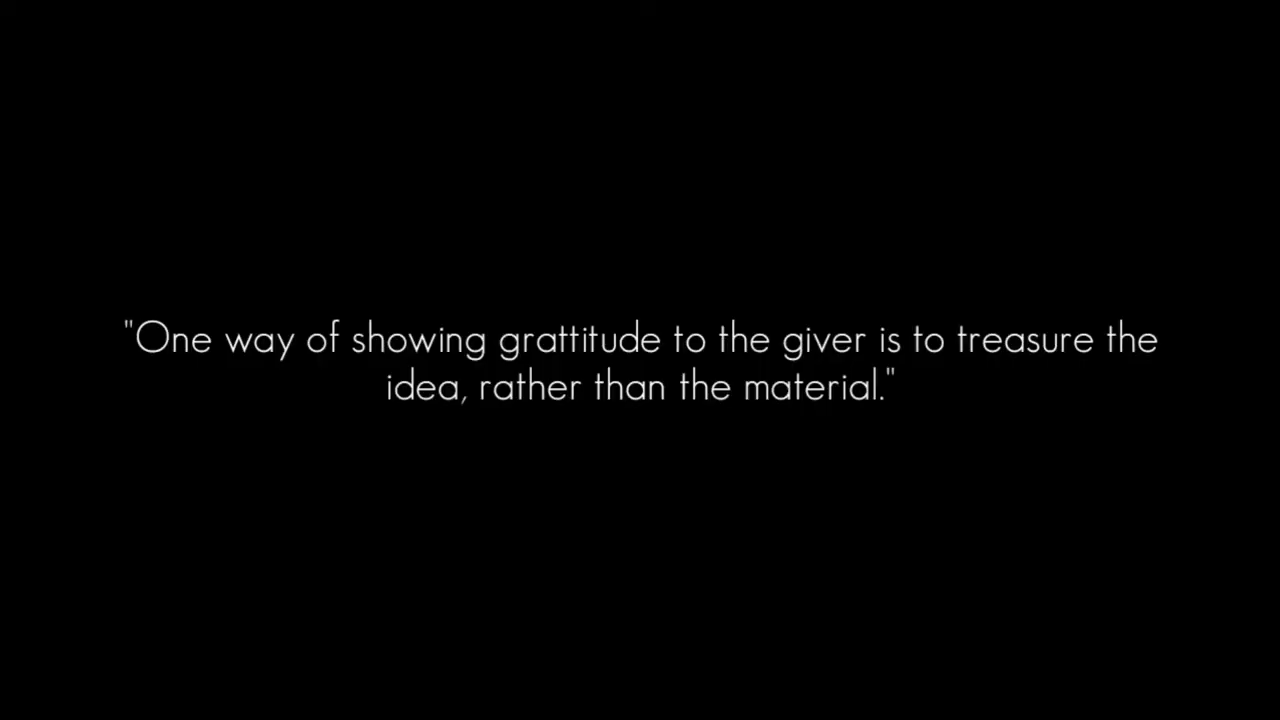 "One way of showing grattitude to the giver is to treasure the
idea, rather than the material."